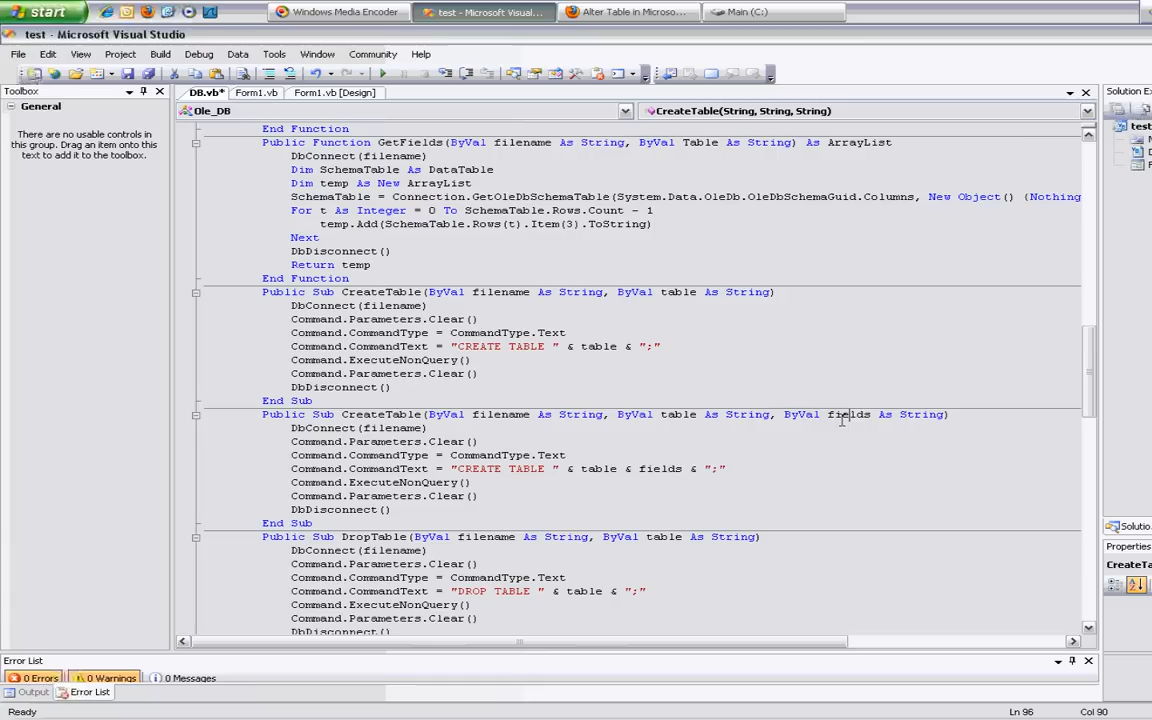 start
Windows Media Encoder
test - Microsoft Visual...
Alter Table in Microso...
Main (C:)
test - Microsoft Visual Studio
File Edit View Project Build Debug Data Tools Window Community Help
Toolbox
General
There are no usable controls in
this group. Drag an item onto this
text to add it to the toolbox.
DB.vb* Form1.vb Form1.vb [Design]
Ole_DB
CreateTable(String, String, String)
End Function
Public Function GetFields(ByVal filename As String, ByVal Table As String) As ArrayList
DbConnect(filename)
Dim SchemaTable As DataTable
Dim temp As New ArrayList
SchemaTable = Connection.GetOleDbSchemaTable(System.Data.OleDb.OleDbSchemaGuid.Columns, New Object() (Nothing
For t As Integer = 0 To SchemaTable.Rows.Count - 1
temp.Add(SchemaTable.Rows(t).Item(3).ToString)
Next
DbDisconnect()
Return temp
End Function
Public Sub CreateTable(ByVal filename As String, ByVal table As String)
DbConnect(filename)
Command.Parameters.Clear()
Command.CommandType = CommandType.Text
Command.CommandText = "CREATE TABLE " & table & ";"
Command.ExecuteNonQuery()
Command.Parameters.Clear()
DbDisconnect()
End Sub
Public Sub CreateTable(ByVal filename As String, ByVal table As String, ByVal fields As String)
DbConnect(filename)
Command.Parameters.Clear()
Command.CommandType = CommandType.Text
Command.CommandText = "CREATE TABLE " & table & fields & ";"
Command.ExecuteNonQuery()
Command.Parameters.Clear()
DbDisconnect()
End Sub
Public Sub DropTable(ByVal filename As String, ByVal table As String)
DbConnect(filename)
Command.Parameters.Clear()
Command.CommandType = CommandType.Text
Command.CommandText = "DROP TABLE " & table & ";"
Command.ExecuteNonQuery()
Command.Parameters.Clear()
DbDisconnect()
Solution Ex
test
Solutio...
Properties
CreateTa
Error List
0 Errors 0 Warnings 0 Messages
Output Error List
Ready
Ln 96
Col 90